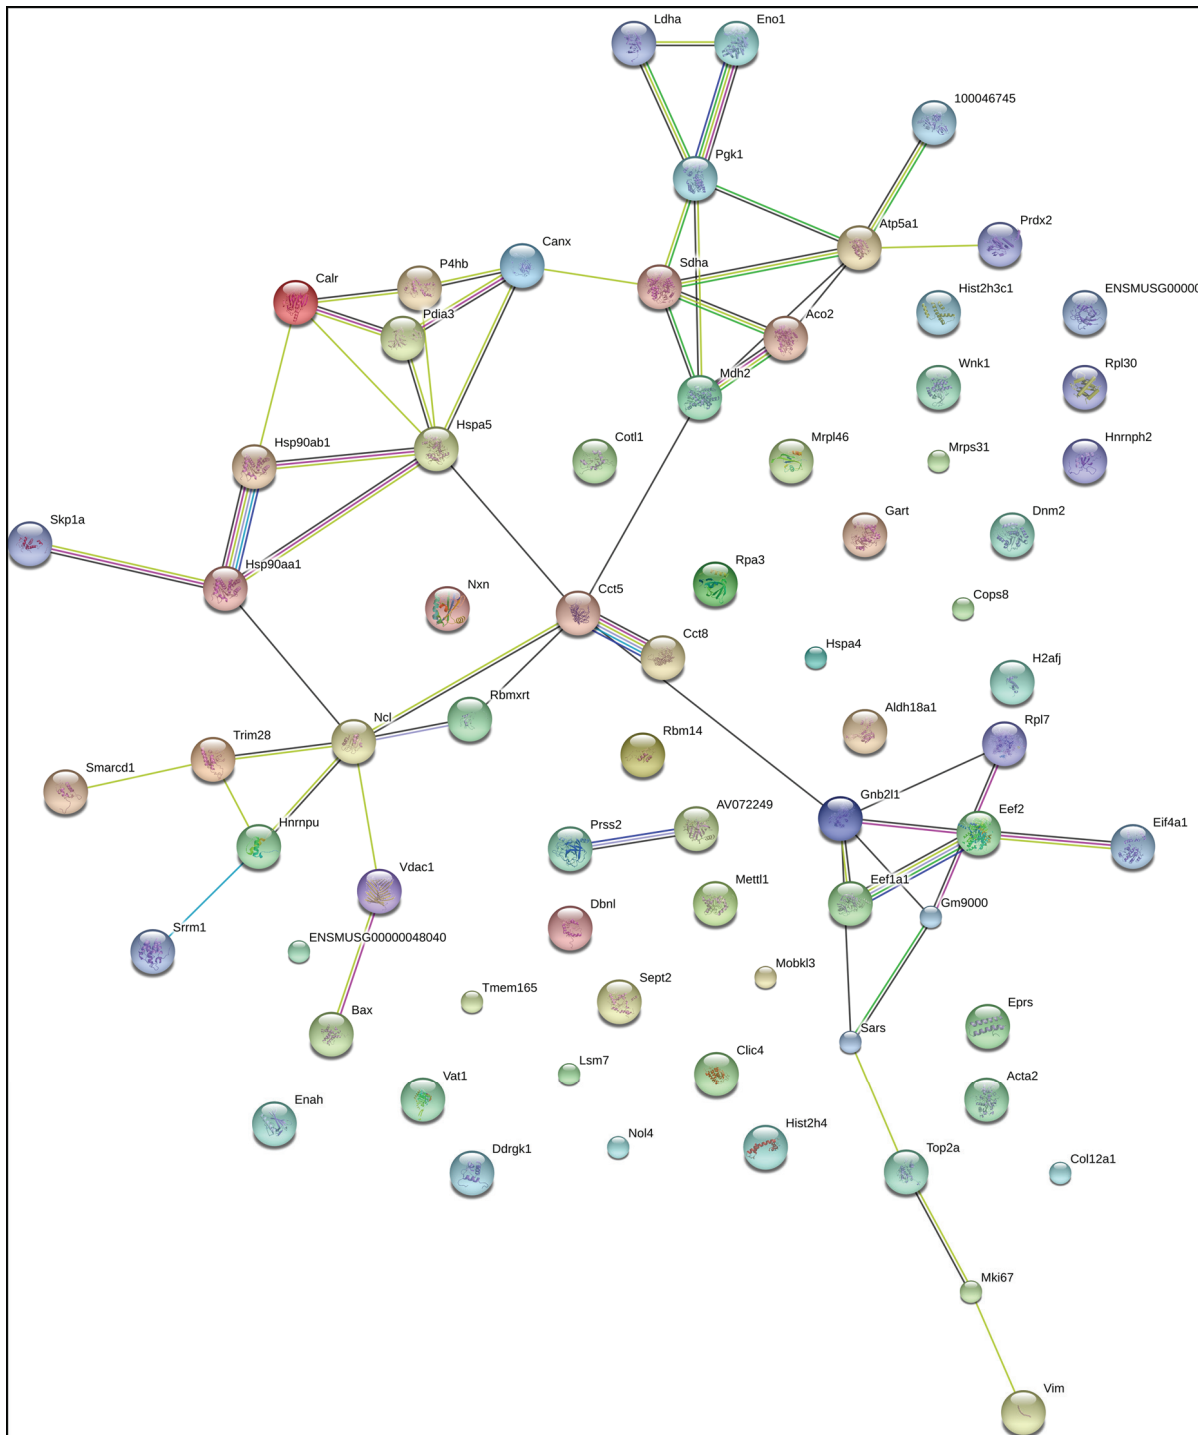 Ldha
Eno1
100046745
Pgk1
Atp5a1
Prdx2
Canx
P4hb
Sdha
Calr
Hist2h3c1
ENSMUSG00000
Pdia3
Aco2
Mdh2
Wnk1
Rpl30
Hsp90ab1
Hspa5
Cotl1
Mrpl46
Mrps31
Hnrnph2
Skp1a
Gart
Dnm2
Hsp90aa1
Nxn
Cct5
Rpa3
Cops8
Cct8
Hspa4
H2afj
Rbmxrt
Ncl
Aldh18a1
Rpl7
Trim28
Rbm14
Smarcd1
Gnb2l1
AV072249
Eef2
Eif4a1
Hnrnpu
Prss2
Vdac1
Eef1a1
Mettl1
Gm9000
Dbnl
Srrm1
ENSMUSG00000048040
Mobkl3
Tmem165
Sept2
Bax
Eprs
Sars
Lsm7
Clic4
Vat1
Acta2
Enah
Nol4
Hist2h4
Ddrgk1
Top2a
Col12a1
Mki67
Vim